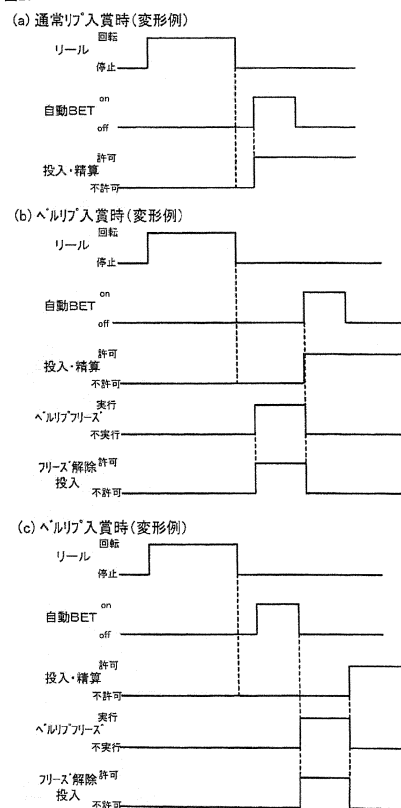 (a) 通常リプ入賞時(変形例)
回転
リール
停止
on
自動BET
off
許可
投入・精算
不許可
(b) ベルリプ入賞時(変形例)
回転
リール
停止
on
自動BET
off
許可
投入・精算
不許可
実行
ベルリプフリーズ
不実行
フリーズ解除 許可
投入
不許可
(c) ベルリプ入賞時(変形例)
回転
リール
停止
on
自動BET
off
許可
投入・精算
不許可
実行
ベルリプフリーズ
不実行
フリーズ解除 許可
投入
不許可